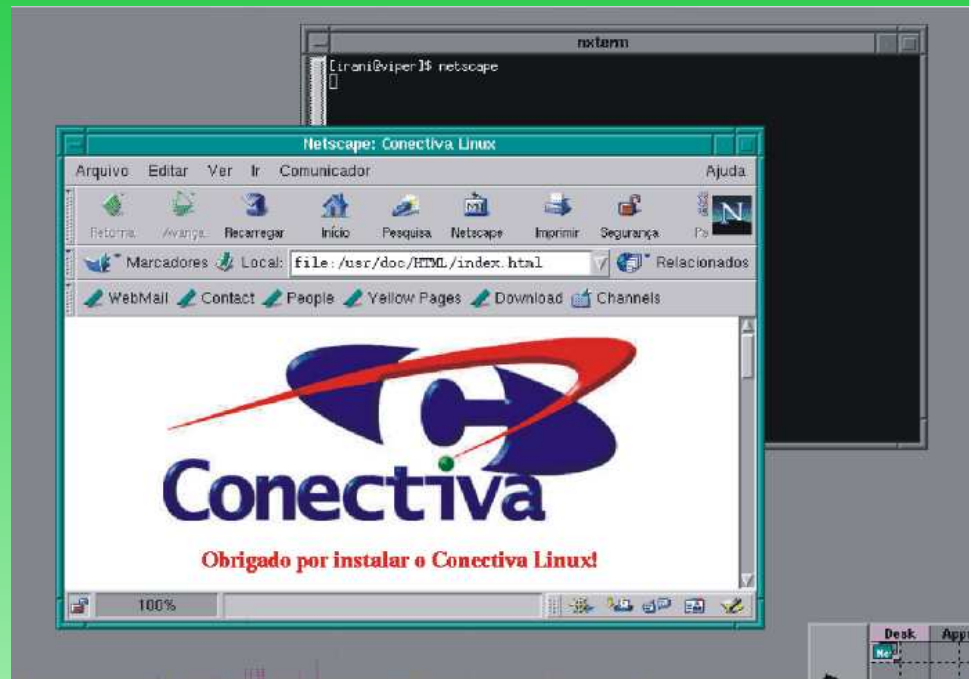 nxterm
[irani@viper]$ netscape
Netscape: Conectiva Linux
Arquivo Editar Ver Ir Comunicador Ajuda
Retorna Avança Recarregar Início Pesquisa Netscape Imprimir Segurança
Marcadores Local: file:/usr/doc/HTML/index.html Relacionados
WebMail Contact People Yellow Pages Download Channels
Conectiva
Obrigado por instalar o Conectiva Linux!
100%
Desk